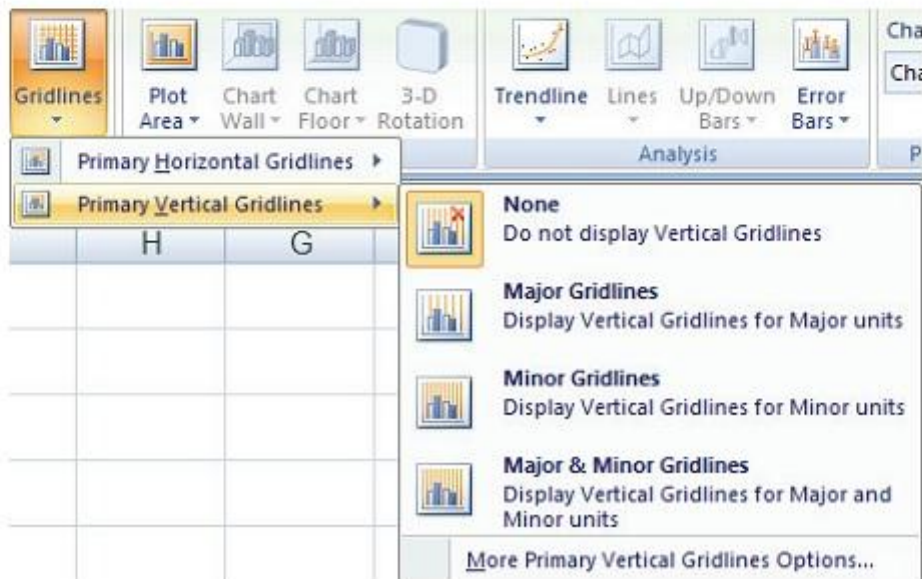 Gridlines
Plot Area
Chart Wall
Chart Floor
3-D Rotation
Trendline
Lines
Up/Down Bars
Error Bars
Cha
Cha
Analysis
P
Primary Horizontal Gridlines
Primary Vertical Gridlines
H G
None
Do not display Vertical Gridlines
Major Gridlines
Display Vertical Gridlines for Major units
Minor Gridlines
Display Vertical Gridlines for Minor units
Major & Minor Gridlines
Display Vertical Gridlines for Major and
Minor units
More Primary Vertical Gridlines Options...